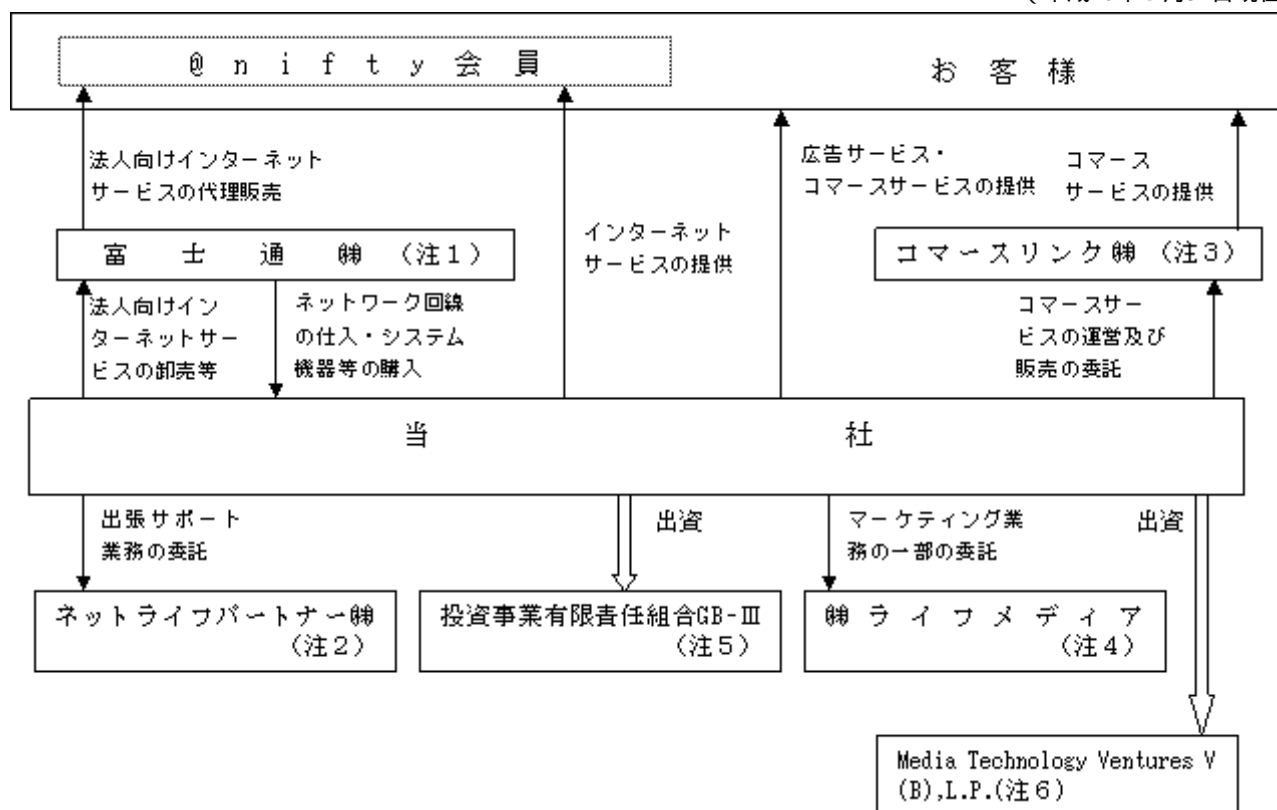 @nifty会員
お客様
法人向けインターネット
サービスの代理販売
広告サービス・
コマースサービスの提供
コマース
サービスの提供
インターネット
サービスの提供
富士通㈱（注１）
コマースリンク㈱（注３）
法人向けイン
ターネットサー
ビスの卸売等
ネットワーク回線
の仕入・システム
機器等の購入
コマースサー
ビスの運営及び
販売の委託
当社
出張サポート
業務の委託
出資
マーケティング業
務の一部の委託
出資
ネットライフパートナー㈱
（注２）
投資事業有限責任組合GB-Ⅲ
（注５）
㈱ライフメディア
（注４）
Media Technology Ventures V
(B),L.P.(注６)